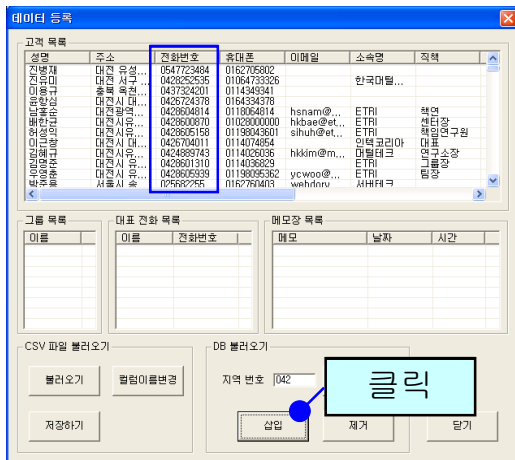 데이터 등록
고객 목록
성명 주소 전화번호 휴대폰 이메일 소속명 직책
진병재 대전 유성... 0547723484 0162705802
진유미 대전 서구 ... 0428252535 01064733326 한국머털...
이용규 충북 옥천... 0437324201 0114349341
윤항심 대전시 대... 0426724378 0164334378
남홍순 대전광역... 0428604814 0118064814 hsnam@... ETRI 책연
배한균 대전시유... 0428600870 0102800000 hkbae@et... ETRI 센터장
허성익 대전시유... 0428605158 01198043601 sihuh@et... ETRI 책임연구원
이근창 대전시 대... 0426704011 0114074854 인텍코리아 대표
김혜규 대전시유... 0424889743 0114026036 hkkim@m... 머털테크 연구소장
김명준 대전시 유... 0428601310 0114036829 ETRI 그룹장
우영춘 대전시 유... 0428605939 01198095362 ycwoo@... ETRI 팀장
박준용 서울시 송... 025682255 0162760403 webdory... 서버테크
그룹 목록 대표 전화 목록 메모장 목록
이름 이름 전화번호 메모 날짜 시간
CSV 파일 불러오기 DB 불러오기
불러오기 컬럼이름변경 지역 번호 042 클릭
저장하기 삽입 제거 닫기